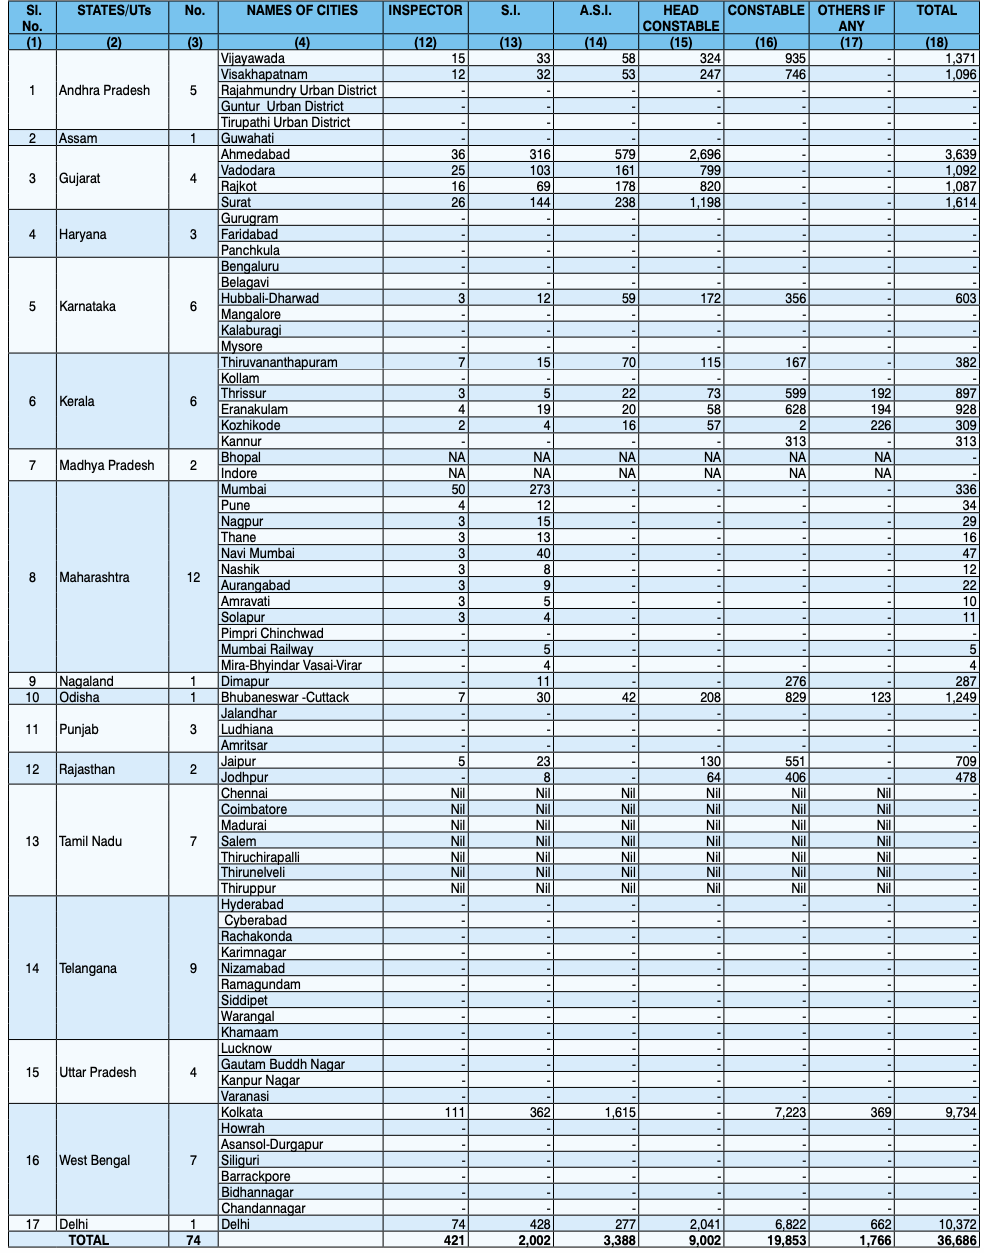 Sl. No. STATES/UTs No. NAMES OF CITIES INSPECTOR S.I. A.S.I. HEAD CONSTABLE CONSTABLE OTHERS IF ANY TOTAL
(1) (2) (3) (4) (12) (13) (14) (15) (16) (17) (18)
1 Andhra Pradesh 5 Vijayawada 15 33 58 324 935 - 1,371
Visakhapatnam 12 32 53 247 746 - 1,096
Rajahmundry Urban District - - - - - - -
Guntur Urban District - - - - - - -
Tirupathi Urban District - - - - - - -
2 Assam 1 Guwahati - - - - - - -
3 Gujarat 4 Ahmedabad 36 316 579 2,696 - - 3,639
Vadodara 25 103 161 799 - - 1,092
Rajkot 16 69 178 820 - - 1,087
Surat 26 144 238 1,198 - - 1,614
4 Haryana 3 Gurugram - - - - - - -
Faridabad - - - - - - -
Panchkula - - - - - - -
5 Karnataka 6 Bengaluru - - - - - - -
Belagavi - - - - - - -
Hubbali-Dharwad 3 12 59 172 356 - 603
Mangalore - - - - - - -
Kalaburagi - - - - - - -
Mysore - - - - - - -
6 Kerala 6 Thiruvananthapuram 7 15 70 115 167 - 382
Kollam - - - - - - -
Thrissur 3 5 22 73 599 192 897
Eranakulam 4 19 20 58 628 194 928
Kozhikode 2 4 16 57 2 226 309
Kannur - - - - 313 - 313
7 Madhya Pradesh 2 Bhopal NA NA NA NA NA NA -
Indore NA NA NA NA NA NA -
8 Maharashtra 12 Mumbai 50 273 - - - - 336
Pune 4 12 - - - - 34
Nagpur 3 15 - - - - 29
Thane 3 13 - - - - 16
Navi Mumbai 3 40 - - - - 47
Nashik 3 8 - - - - 12
Aurangabad 3 9 - - - - 22
Amravati 3 5 - - - - 10
Solapur 3 4 - - - - 11
Pimpri Chinchwad - - - - - - -
Mumbai Railway - 5 - - - - 5
Mira-Bhyindar Vasai-Virar - 4 - - - - 4
9 Nagaland 1 Dimapur - 11 - - 276 - 287
10 Odisha 1 Bhubaneswar -Cuttack 7 30 42 208 829 123 1,249
11 Punjab 3 Jalandhar - - - - - - -
Ludhiana - - - - - - -
Amritsar - - - - - - -
12 Rajasthan 2 Jaipur 5 23 - 130 551 - 709
Jodhpur - 8 - 64 406 - 478
13 Tamil Nadu 7 Chennai Nil Nil Nil Nil Nil Nil -
Coimbatore Nil Nil Nil Nil Nil Nil -
Madurai Nil Nil Nil Nil Nil Nil -
Salem Nil Nil Nil Nil Nil Nil -
Thiruchirapalli Nil Nil Nil Nil Nil Nil -
Thirunelveli Nil Nil Nil Nil Nil Nil -
Thiruppur Nil Nil Nil Nil Nil Nil -
14 Telangana 9 Hyderabad - - - - - - -
Cyberabad - - - - - - -
Rachakonda - - - - - - -
Karimnagar - - - - - - -
Nizamabad - - - - - - -
Ramagundam - - - - - - -
Siddipet - - - - - - -
Warangal - - - - - - -
Khamaam - - - - - - -
15 Uttar Pradesh 4 Lucknow - - - - - - -
Gautam Buddh Nagar - - - - - - -
Kanpur Nagar - - - - - - -
Varanasi - - - - - - -
16 West Bengal 7 Kolkata 111 362 1,615 - 7,223 369 9,734
Howrah - - - - - - -
Asansol-Durgapur - - - - - - -
Siliguri - - - - - - -
Barrackpore - - - - - - -
Bidhannagar - - - - - - -
Chandannagar - - - - - - -
17 Delhi 1 Delhi 74 428 277 2,041 6,822 662 10,372
TOTAL 74 421 2,002 3,388 9,002 19,853 1,766 36,686